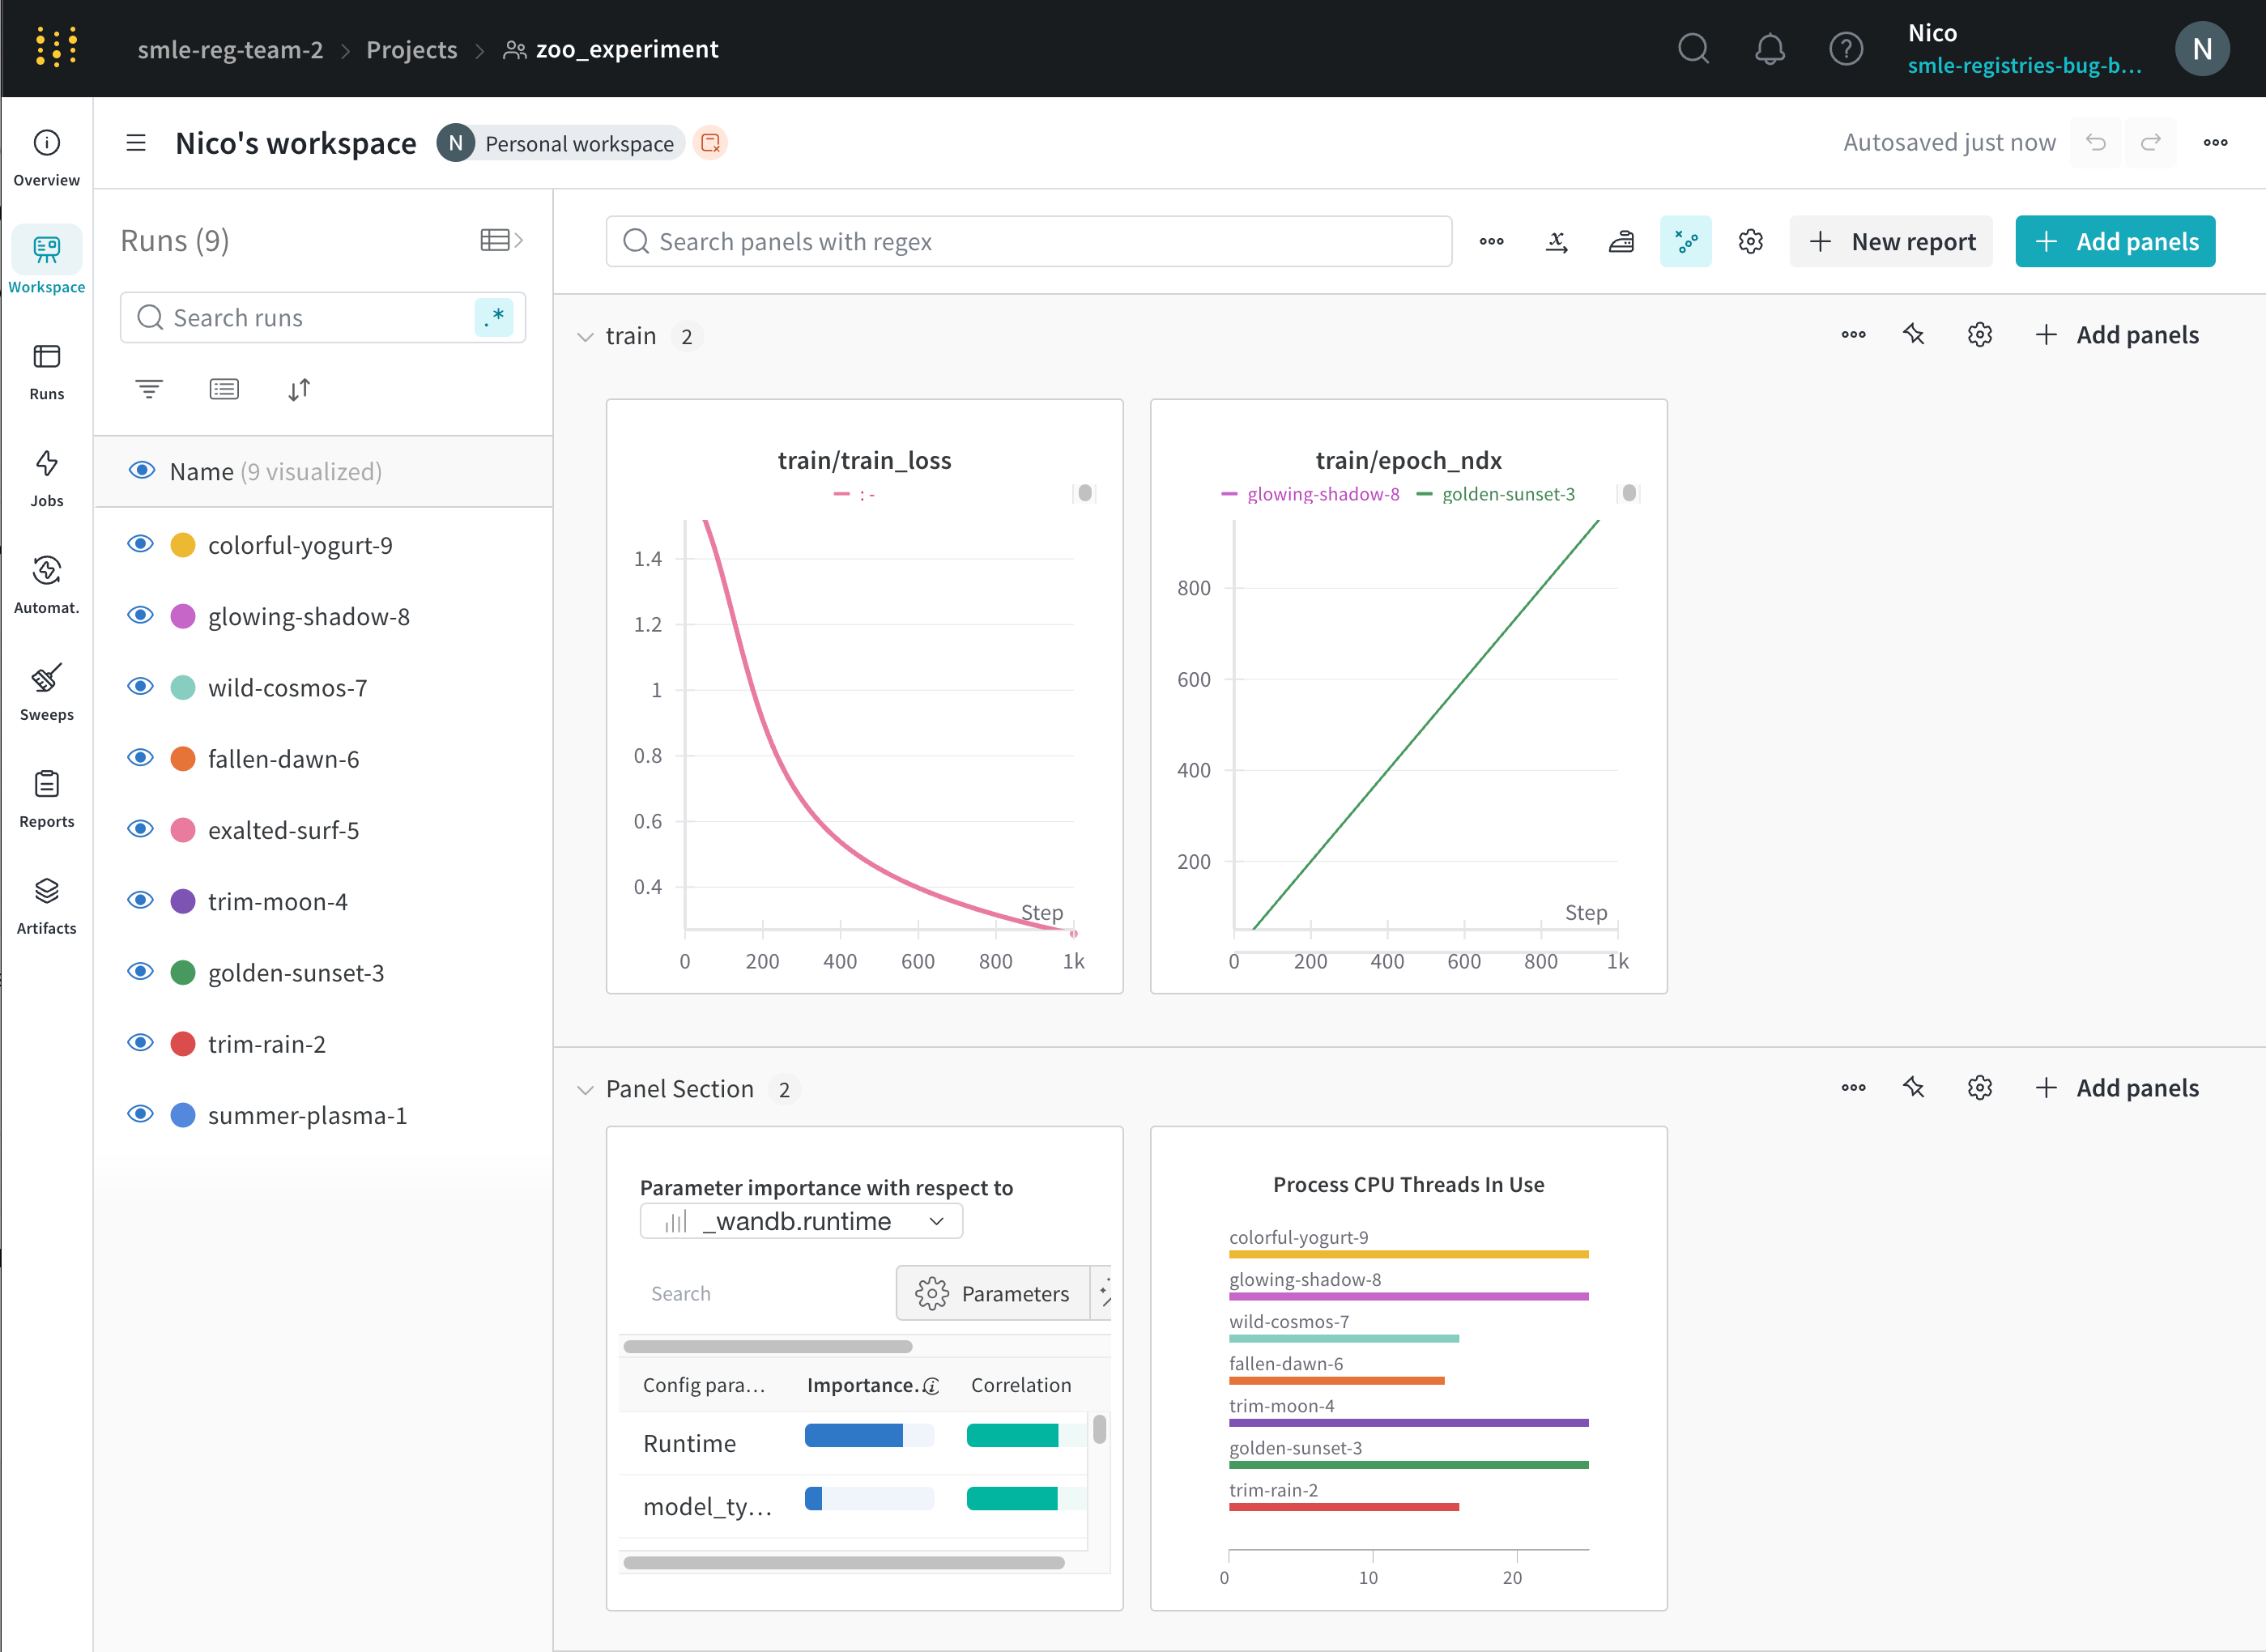 smle-reg-team-2 > Projects > zoo_experiment
Nico
smle-registries-bug-b...
N
Nico's workspace
N
Personal workspace
Autosaved just now
Overview
Workspace
Runs
Jobs
Automat.
Sweeps
Reports
Artifacts
Runs (9)
Search runs
.*
Name (9 visualized)
colorful-yogurt-9
glowing-shadow-8
wild-cosmos-7
fallen-dawn-6
exalted-surf-5
trim-moon-4
golden-sunset-3
trim-rain-2
summer-plasma-1
Search panels with regex
New report
Add panels
train 2
Add panels
train/train_loss
: -
1.4
1.2
1
0.8
0.6
0.4
Step
0 200 400 600 800 1k
train/epoch_ndx
glowing-shadow-8 golden-sunset-3
800
600
400
200
Step
0 200 400 600 800 1k
Panel Section 2
Add panels
Parameter importance with respect to
_wandb.runtime
Search
Parameters
Config para... Importance. Correlation
Runtime
model_ty...
Process CPU Threads In Use
colorful-yogurt-9
glowing-shadow-8
wild-cosmos-7
fallen-dawn-6
trim-moon-4
golden-sunset-3
trim-rain-2
0 10 20